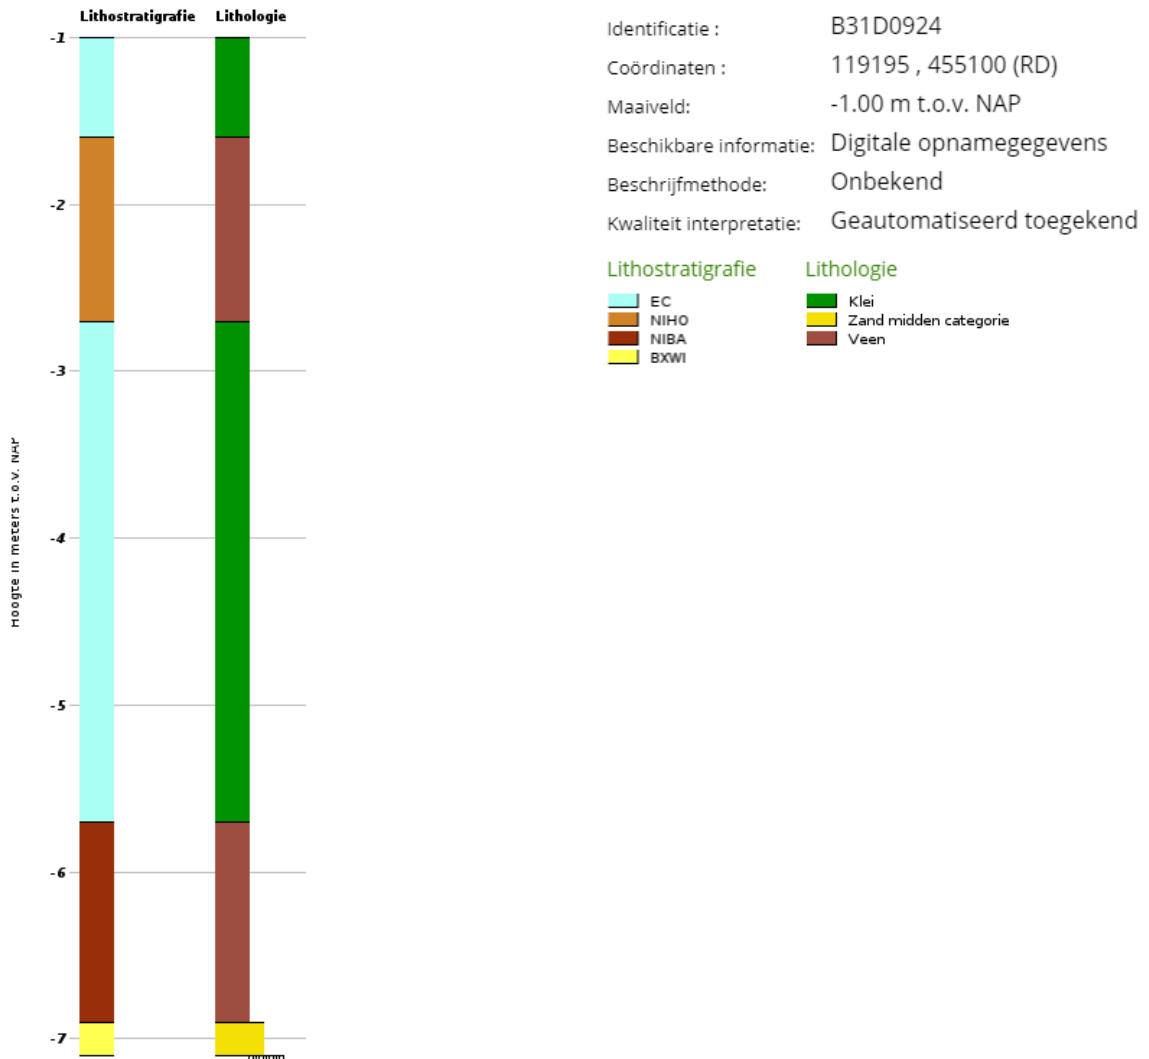 Lithostratigrafie Lithologie
-1
-2
-3
-4
-5
-6
-7
Hoogte in meters t.o.v. NAP
Identificatie : B31D0924
Coördinaten : 119195 , 455100 (RD)
Maaiveld: -1.00 m t.o.v. NAP
Beschikbare informatie: Digitale opnamegegevens
Beschrijfmethode: Onbekend
Kwaliteit interpretatie: Geautomatiseerd toegekend
Lithostratigrafie Lithologie
EC Klei
NIHO Zand midden categorie
NIBA Veen
BXWI